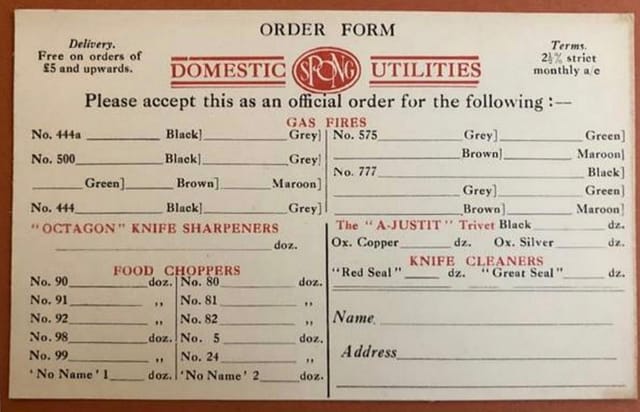 ORDER FORM
Delivery.
Free on orders of
£5 and upwards.
DOMESTIC SPONG UTILITIES
Terms.
2½% strict
monthly a/c
Please accept this as an official order for the following :—
GAS FIRES
No. 444a Black] Grey]
No. 500 Black] Grey]
Green] Brown] Maroon]
No. 444 Black] Grey]
No. 575 Grey] Green]
Brown] Maroon]
No. 777 Black]
Grey] Green]
Brown] Maroon]
"OCTAGON" KNIFE SHARPENERS
doz.
The "A-JUSTIT" Trivet Black dz.
Ox. Copper dz. Ox. Silver dz.
KNIFE CLEANERS
"Red Seal" dz. "Great Seal" dz.
FOOD CHOPPERS
No. 90 doz. No. 80 doz.
No. 91 ,, No. 81 ,,
No. 92 ,, No. 82 ,,
No. 98 doz. No. 5 doz.
No. 99 ,, No. 24 ,,
'No Name' 1 doz. 'No Name' 2 doz.
Name
Address